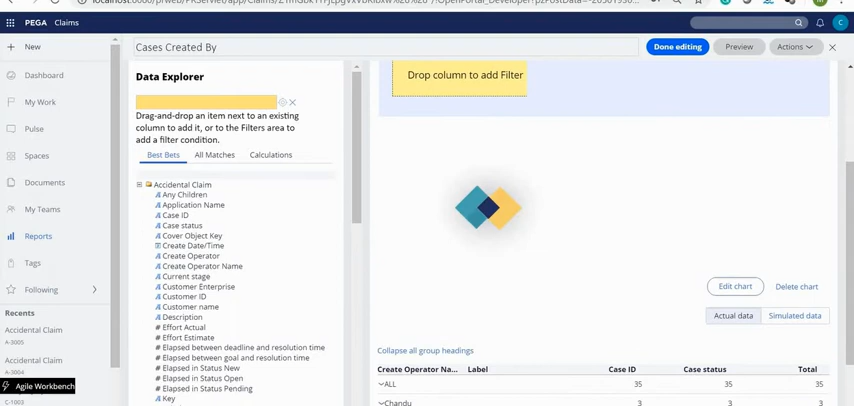 PEGA Claims
C
New
Cases Created By
Done editing
Preview
Actions
Dashboard
My Work
Pulse
Spaces
Documents
My Teams
Reports
Tags
Following
Recents
Accidental Claim
A-3005
Accidental Claim
A-3004
Agile Workbench
C-1003
Data Explorer
Drag-and-drop an item next to an existing
column to add it, or to the Filters area to
add a filter condition.
Best Bets All Matches Calculations
Accidental Claim
Any Children
Application Name
Case ID
Case status
Cover Object Key
Create Date/Time
Create Operator
Create Operator Name
Current stage
Customer Enterprise
Customer ID
Customer name
Description
# Effort Actual
# Effort Estimate
# Elapsed between deadline and resolution time
# Elapsed between goal and resolution time
# Elapsed in Status New
# Elapsed in Status Open
# Elapsed in Status Pending
# Key
Drop column to add Filter
Edit chart Delete chart
Actual data Simulated data
Collapse all group headings
Create Operator Na... Label Case ID Case status Total
ALL 35 35 35
Chandu 3 3 3